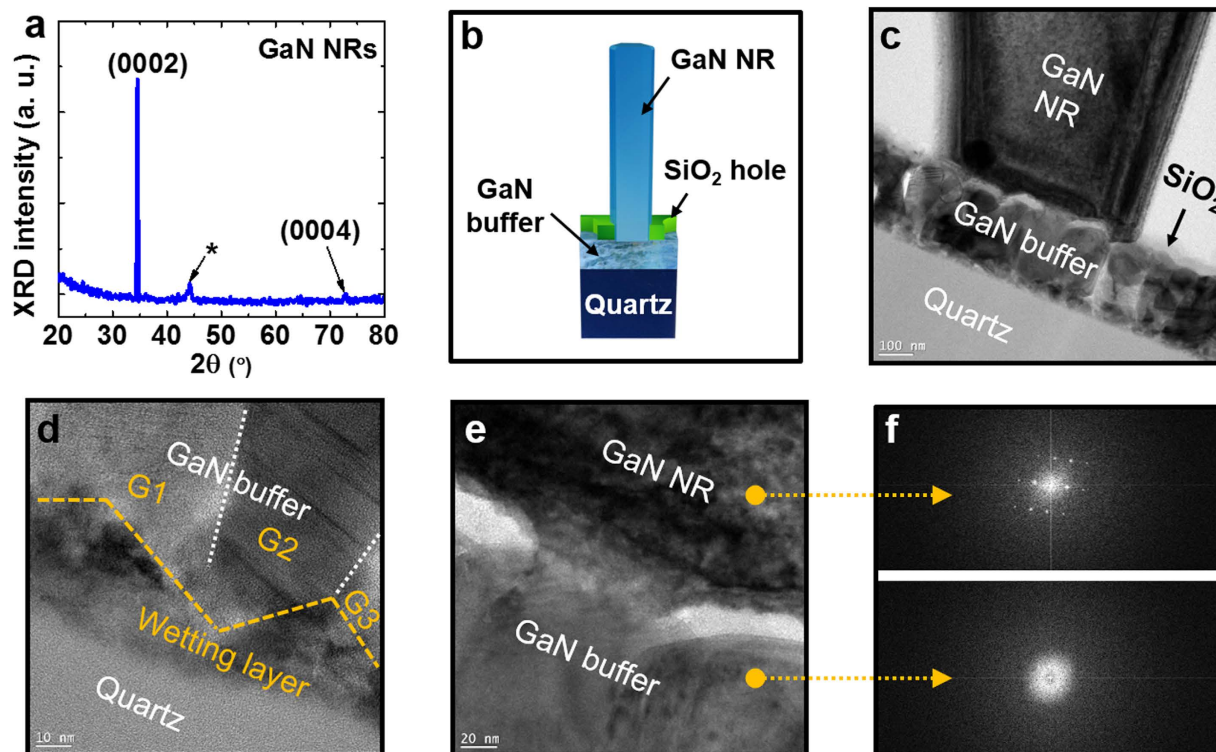 a
GaN NRs
(0002)
*
(0004)
XRD intensity (a. u.)
20 30 40 50 60 70 80
2θ (°)
b
GaN NR
SiO₂ hole
GaN
buffer
Quartz
c
GaN
NR
SiO₂
GaN buffer
Quartz
100 nm
d
GaN buffer
G1
G2
G3
Wetting layer
Quartz
10 nm
e
GaN NR
GaN buffer
20 nm
f